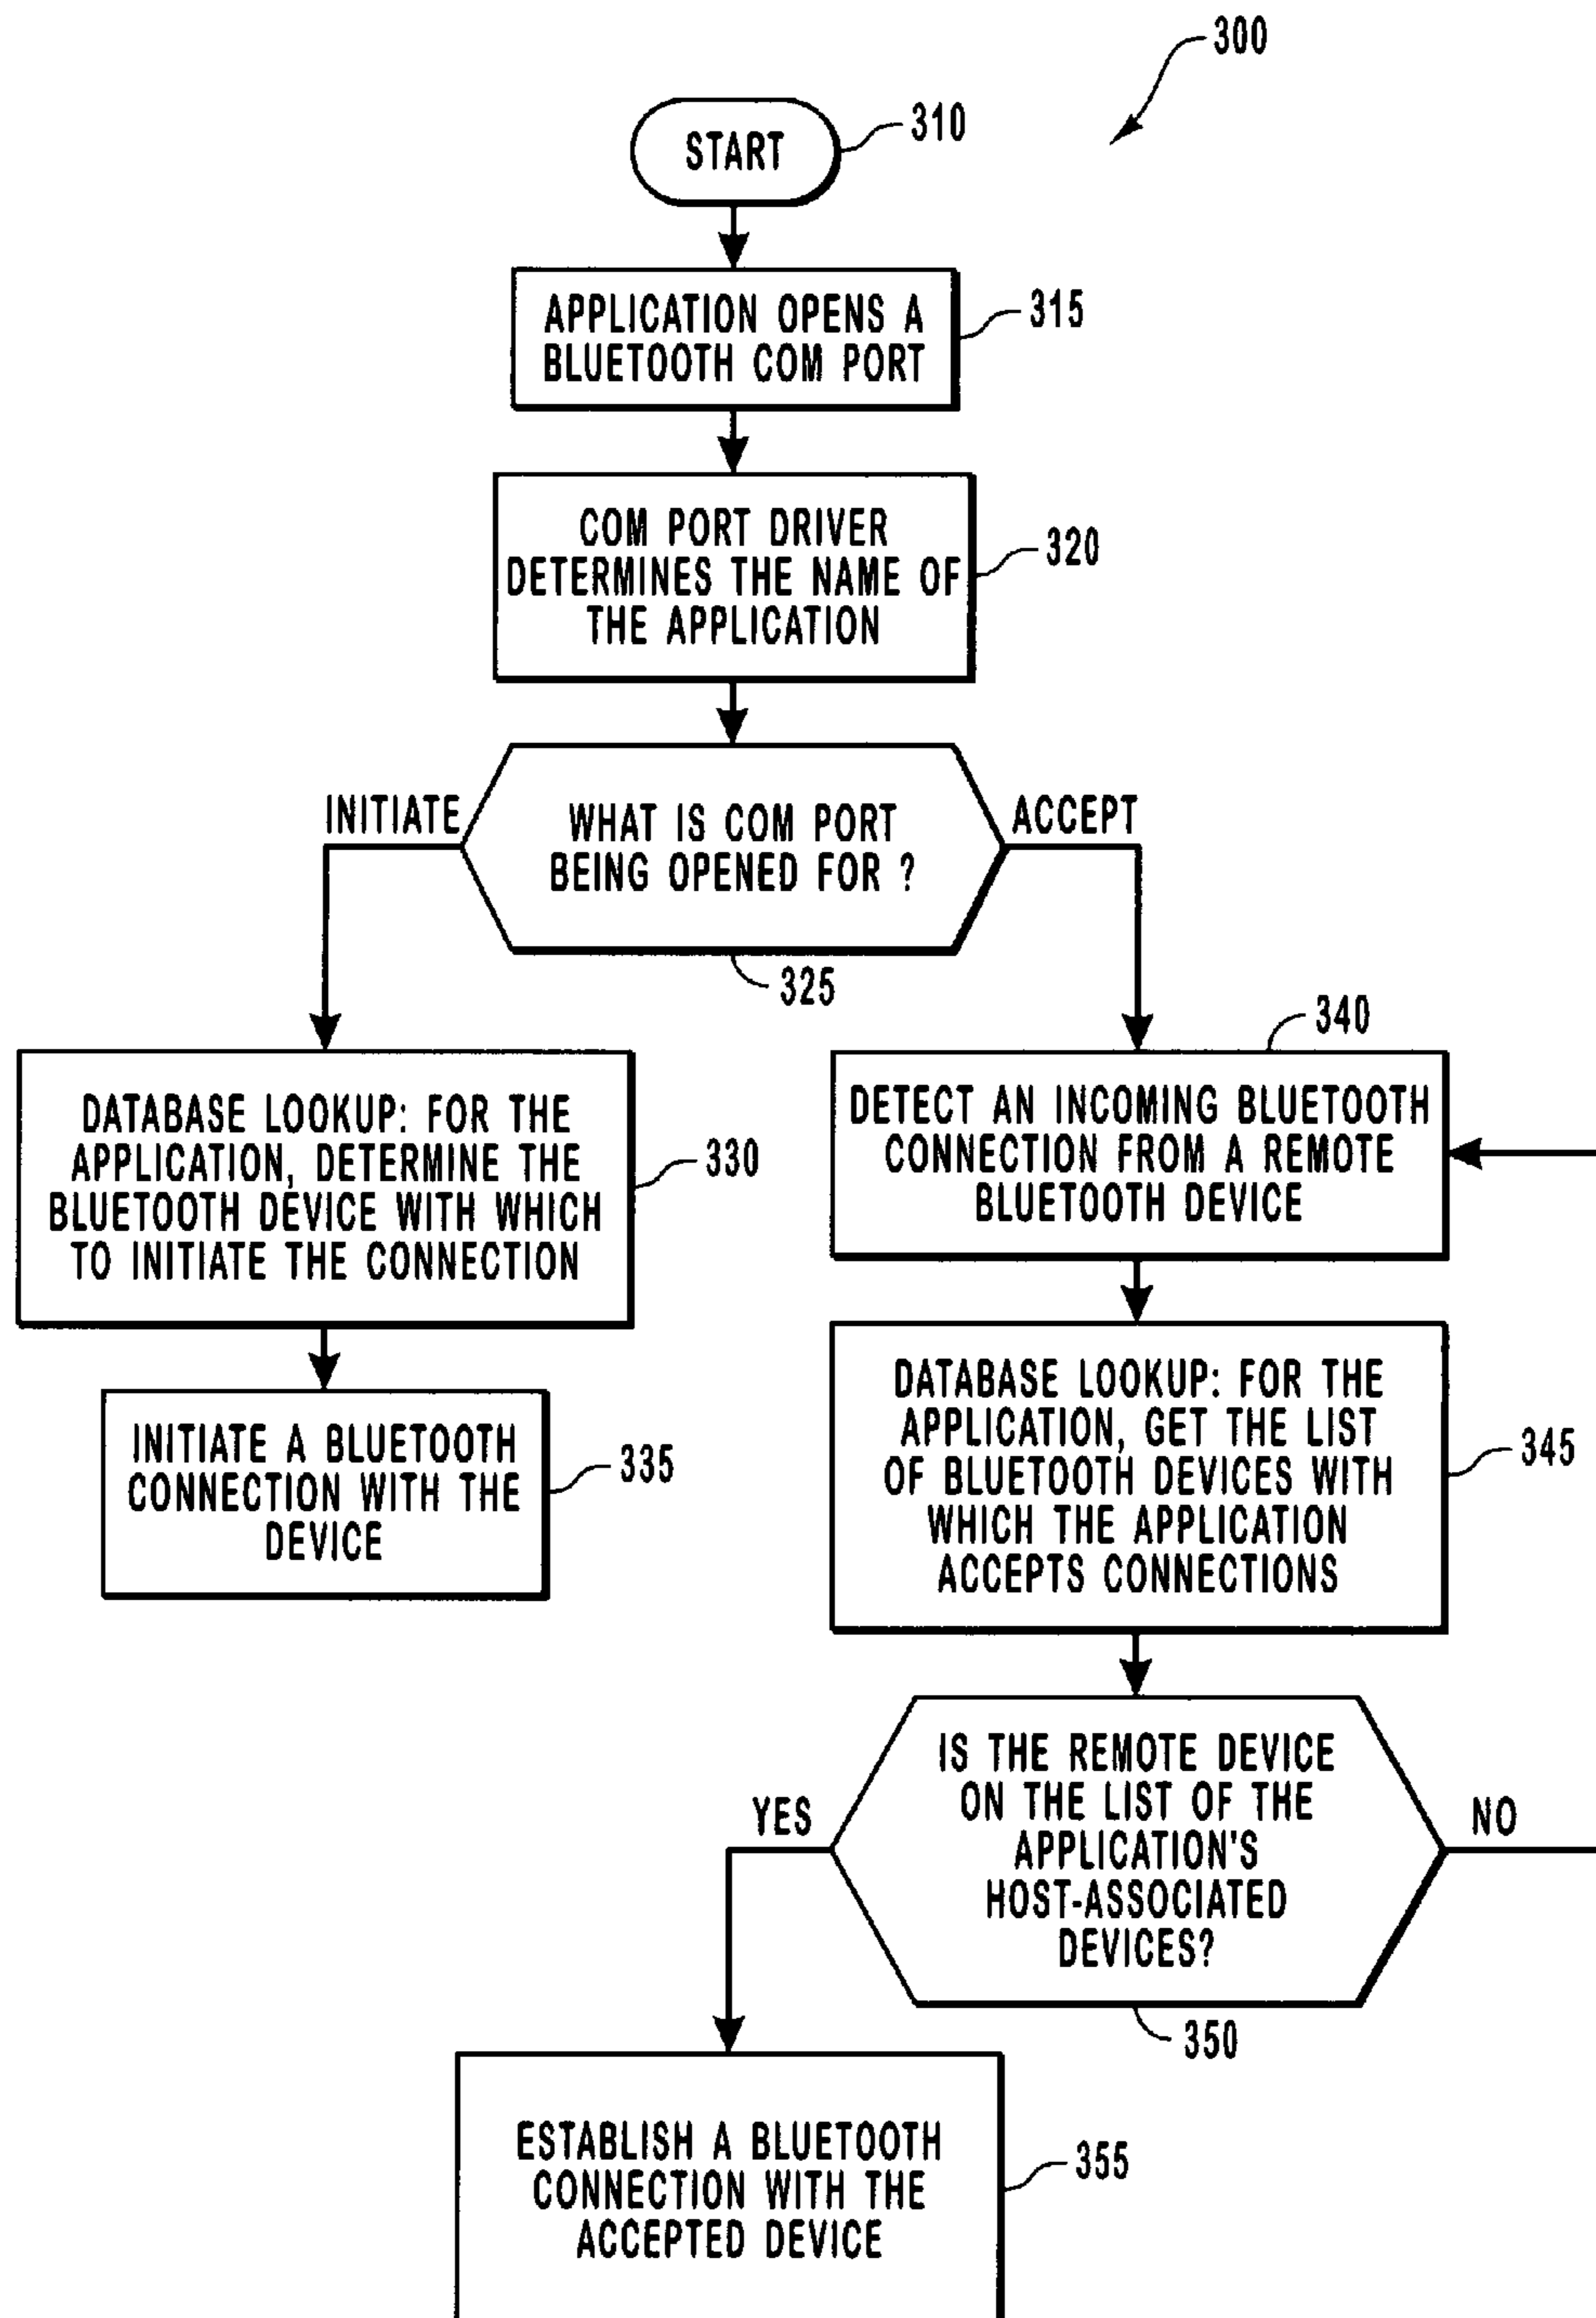 300
START
310
APPLICATION OPENS A
BLUETOOTH COM PORT
315
COM PORT DRIVER
DETERMINES THE NAME OF
THE APPLICATION
320
INITIATE
WHAT IS COM PORT
BEING OPENED FOR ?
ACCEPT
325
DATABASE LOOKUP: FOR THE
APPLICATION, DETERMINE THE
BLUETOOTH DEVICE WITH WHICH
TO INITIATE THE CONNECTION
330
INITIATE A BLUETOOTH
CONNECTION WITH THE
DEVICE
335
340
DETECT AN INCOMING BLUETOOTH
CONNECTION FROM A REMOTE
BLUETOOTH DEVICE
DATABASE LOOKUP: FOR THE
APPLICATION, GET THE LIST
OF BLUETOOTH DEVICES WITH
WHICH THE APPLICATION
ACCEPTS CONNECTIONS
345
YES
IS THE REMOTE DEVICE
ON THE LIST OF THE
APPLICATION'S
HOST-ASSOCIATED
DEVICES?
NO
350
ESTABLISH A BLUETOOTH
CONNECTION WITH THE
ACCEPTED DEVICE
355